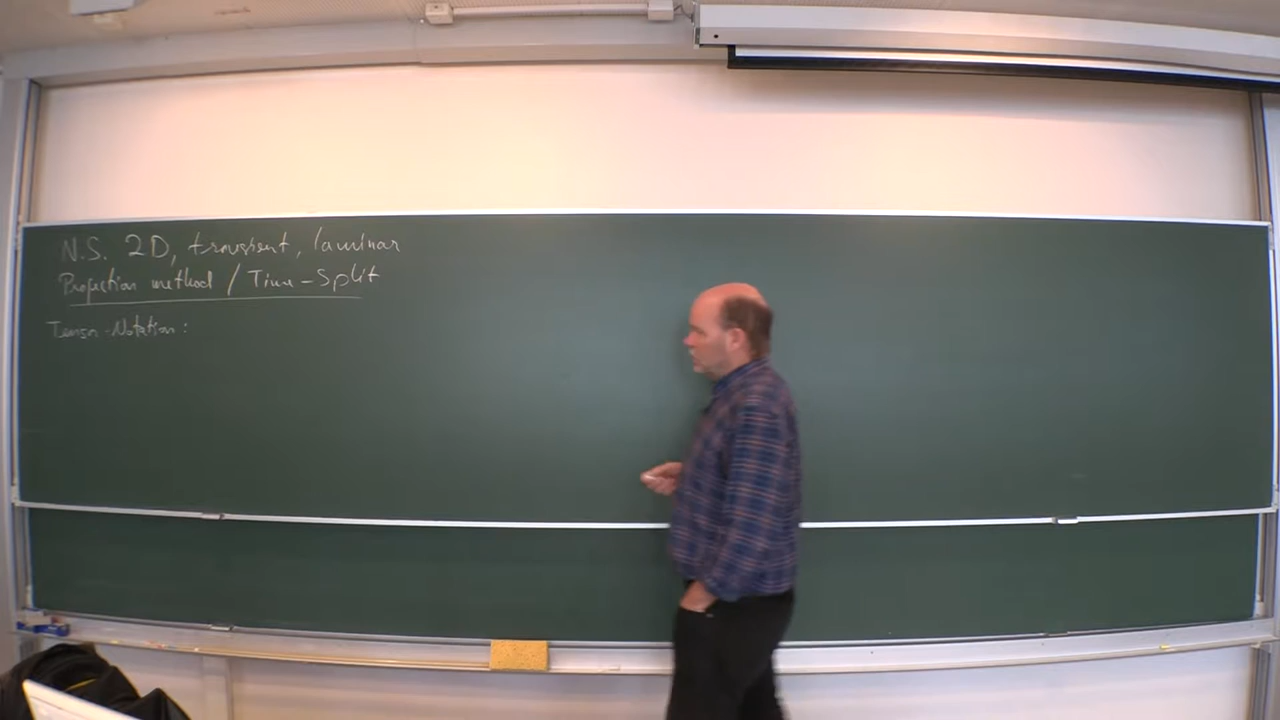 N.S. 2D, transient, laminar
Projection method / Time-Split
Tensor-Notation: